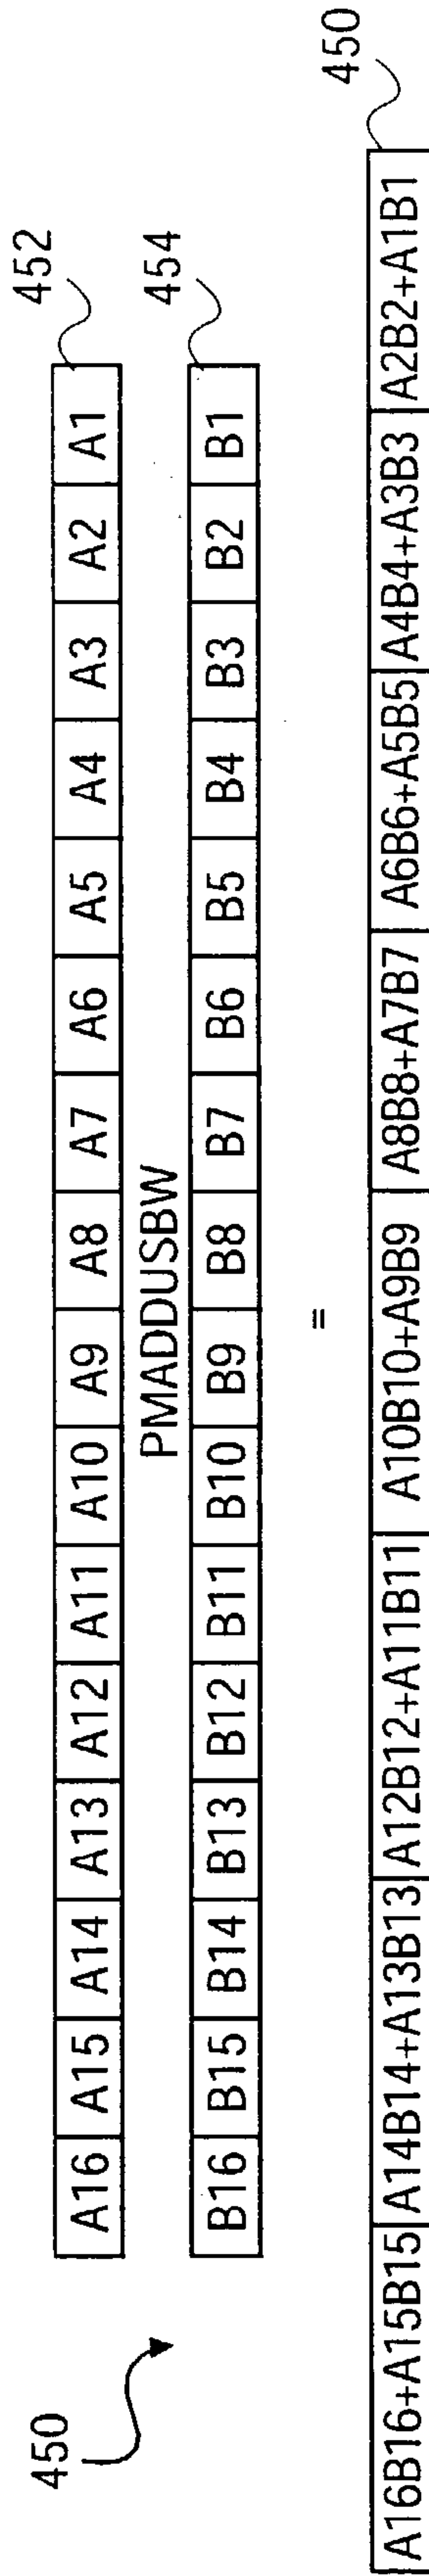 450
A16 A15 A14 A13 A12 A11 A10 A9 A8 A7 A6 A5 A4 A3 A2 A1 452
PMADDUSBW
B16 B15 B14 B13 B12 B11 B10 B9 B8 B7 B6 B5 B4 B3 B2 B1 454
=
A16B16+A15B15 A14B14+A13B13 A12B12+A11B11 A10B10+A9B9 A8B8+A7B7 A6B6+A5B5 A4B4+A3B3 A2B2+A1B1 450